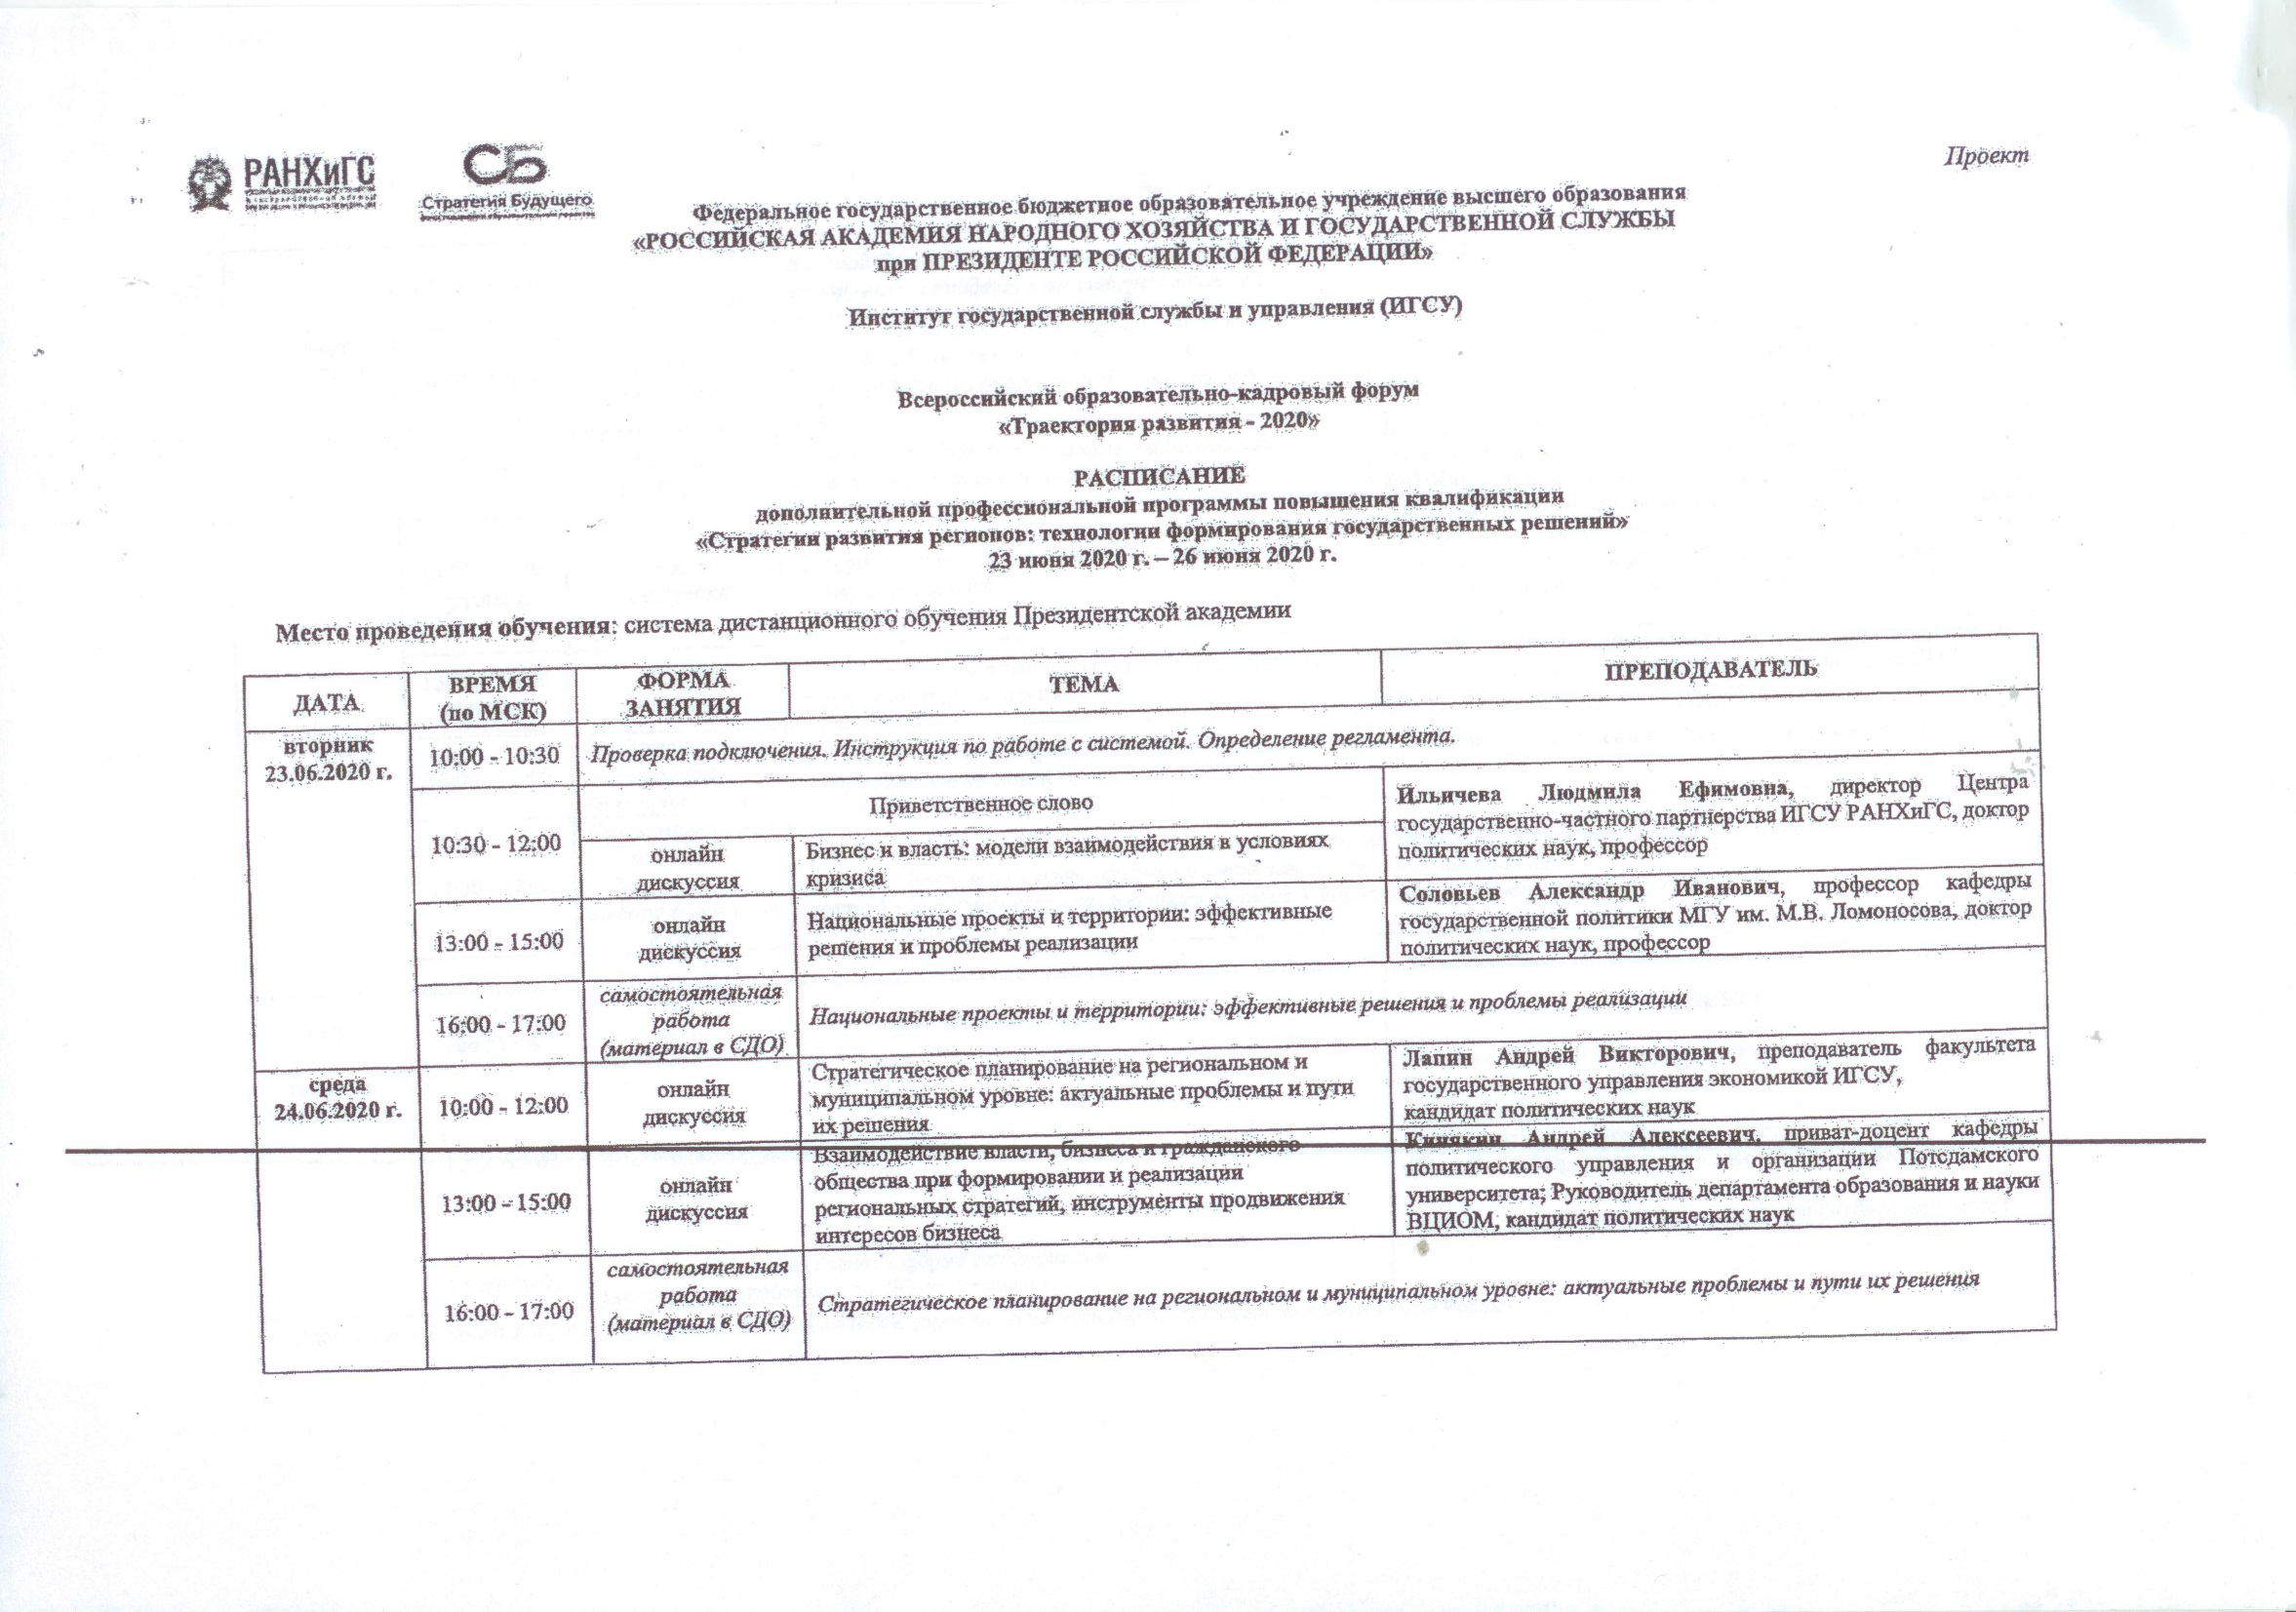 РАНХиГС
СБ
Стратегия Будущего
Проект
Федеральное государственное бюджетное образовательное учреждение высшего образования
«РОССИЙСКАЯ АКАДЕМИЯ НАРОДНОГО ХОЗЯЙСТВА И ГОСУДАРСТВЕННОЙ СЛУЖБЫ
при ПРЕЗИДЕНТЕ РОССИЙСКОЙ ФЕДЕРАЦИИ»
Институт государственной службы и управления (ИГСУ)
Всероссийский образовательно-кадровый форум
«Траектория развития - 2020»
РАСПИСАНИЕ
дополнительной профессиональной программы повышения квалификации
«Стратегии развития регионов: технологии формирования государственных решений»
23 июня 2020 г. – 26 июня 2020 г.
Место проведения обучения: система дистанционного обучения Президентской академии
ДАТА
ВРЕМЯ
(по МСК)
ФОРМА
ЗАНЯТИЯ
ТЕМА
ПРЕПОДАВАТЕЛЬ
вторник
23.06.2020 г.
10:00 - 10:30
Проверка подключения. Инструкция по работе с системой. Определение регламента.
10:30 - 12:00
Приветственное слово
онлайн
дискуссия
Бизнес и власть: модели взаимодействия в условиях
кризиса
Ильичева Людмила Ефимовна, директор Центра
государственно-частного партнерства ИГСУ РАНХиГС, доктор
политических наук, профессор
13:00 - 15:00
онлайн
дискуссия
Национальные проекты и территории: эффективные
решения и проблемы реализации
Соловьев Александр Иванович, профессор кафедры
государственной политики МГУ им. М.В. Ломоносова, доктор
политических наук, профессор
16:00 - 17:00
самостоятельная
работа
(материал в СДО)
Национальные проекты и территории: эффективные решения и проблемы реализации
среда
24.06.2020 г.
10:00 - 12:00
онлайн
дискуссия
Стратегическое планирование на региональном и
муниципальном уровне: актуальные проблемы и пути
их решения
Лапин Андрей Викторович, преподаватель факультета
государственного управления экономикой ИГСУ,
кандидат политических наук
13:00 - 15:00
онлайн
дискуссия
Взаимодействие власти, бизнеса и гражданского
общества при формировании и реализации
региональных стратегий, инструменты продвижения
интересов бизнеса
Кинякин Андрей Алексеевич, приват-доцент кафедры
политического управления и организации Потсдамского
университета; Руководитель департамента образования и науки
ВЦИОМ, кандидат политических наук
16:00 - 17:00
самостоятельная
работа
(материал в СДО)
Стратегическое планирование на региональном и муниципальном уровне: актуальные проблемы и пути их решения